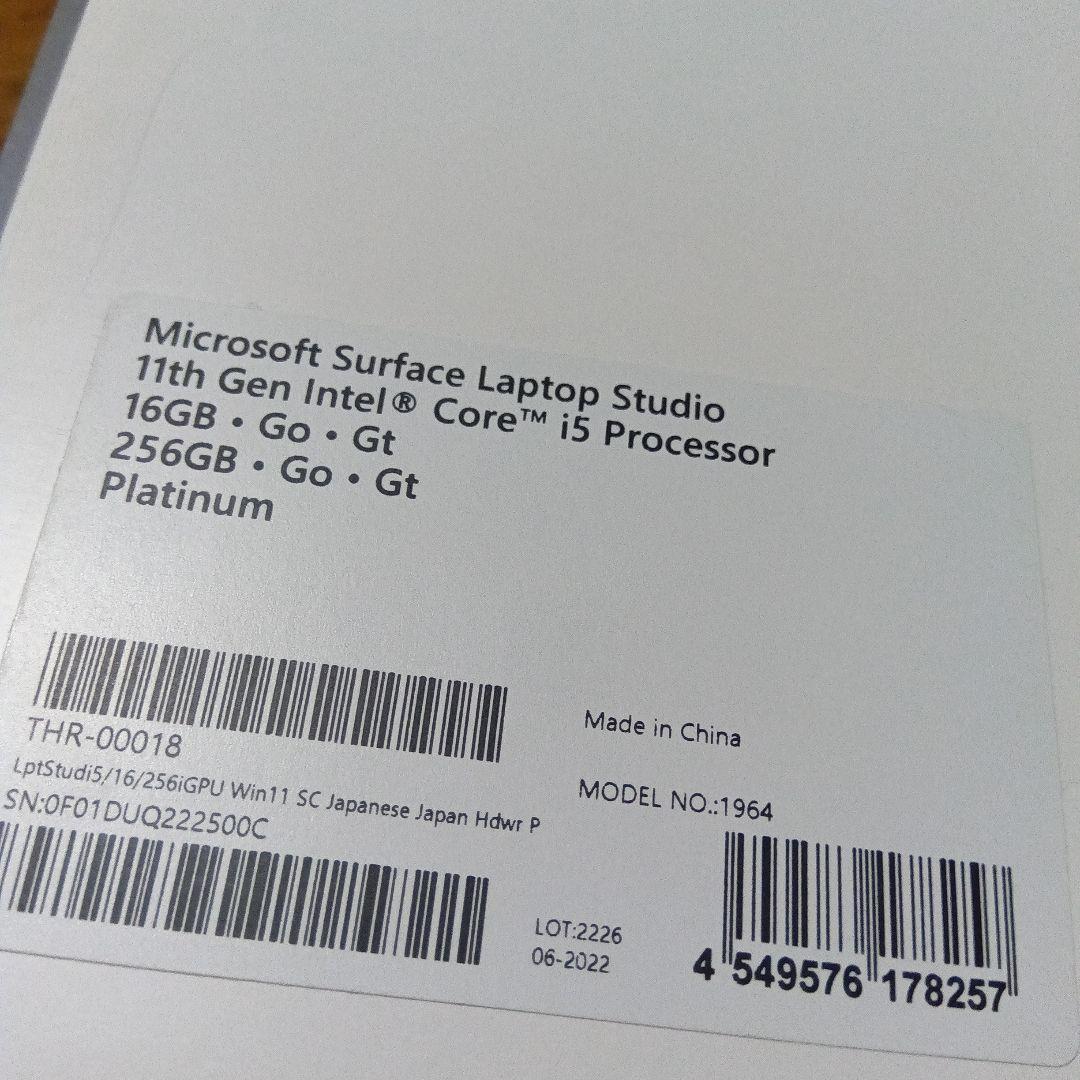 Microsoft Surface Laptop Studio
11th Gen Intel® Core™ i5 Processor
16GB • Go • Gt
256GB • Go • Gt
Platinum
THR-00018
LptStudi5/16/256iGPU Win11 SC Japanese Japan Hdwr P
SN:0F01DUQ222500C
Made in China
MODEL NO.:1964
LOT:2226
06-2022
4 549576 178257